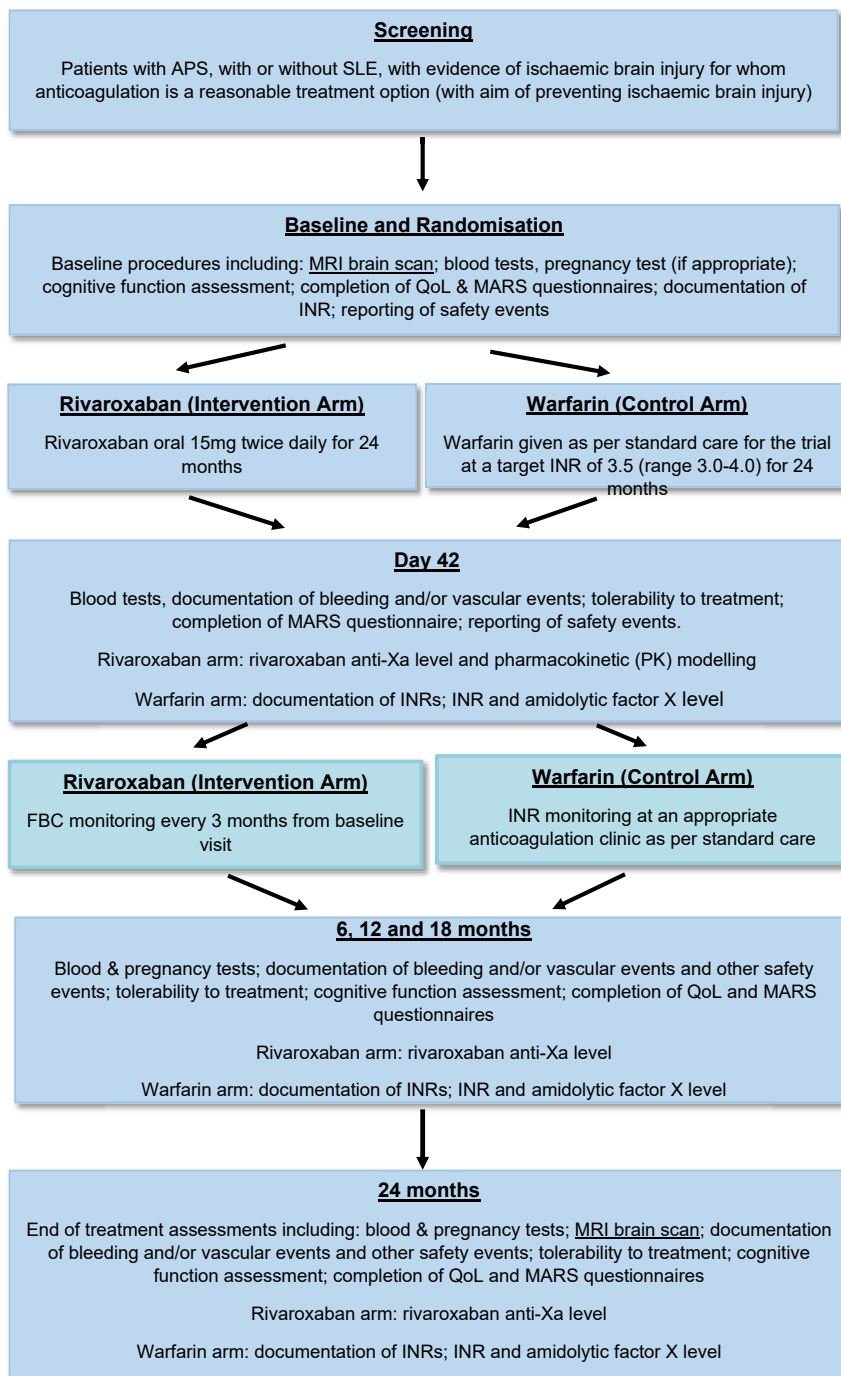 Screening
Patients with APS, with or without SLE, with evidence of ischaemic brain injury for whom
anticoagulation is a reasonable treatment option (with aim of preventing ischaemic brain injury)
Baseline and Randomisation
Baseline procedures including: MRI brain scan; blood tests, pregnancy test (if appropriate);
cognitive function assessment; completion of QoL & MARS questionnaires; documentation of
INR; reporting of safety events
Rivaroxaban (Intervention Arm)
Rivaroxaban oral 15mg twice daily for 24
months
Warfarin (Control Arm)
Warfarin given as per standard care for the trial
at a target INR of 3.5 (range 3.0-4.0) for 24
months
Day 42
Blood tests, documentation of bleeding and/or vascular events; tolerability to treatment;
completion of MARS questionnaire; reporting of safety events.
Rivaroxaban arm: rivaroxaban anti-Xa level and pharmacokinetic (PK) modelling
Warfarin arm: documentation of INRs; INR and amidolytic factor X level
Rivaroxaban (Intervention Arm)
FBC monitoring every 3 months from baseline
visit
Warfarin (Control Arm)
INR monitoring at an appropriate
anticoagulation clinic as per standard care
6, 12 and 18 months
Blood & pregnancy tests; documentation of bleeding and/or vascular events and other safety
events; tolerability to treatment; cognitive function assessment; completion of QoL and MARS
questionnaires
Rivaroxaban arm: rivaroxaban anti-Xa level
Warfarin arm: documentation of INRs; INR and amidolytic factor X level
24 months
End of treatment assessments including: blood & pregnancy tests; MRI brain scan; documentation
of bleeding and/or vascular events and other safety events; tolerability to treatment; cognitive
function assessment; completion of QoL and MARS questionnaires
Rivaroxaban arm: rivaroxaban anti-Xa level
Warfarin arm: documentation of INRs; INR and amidolytic factor X level